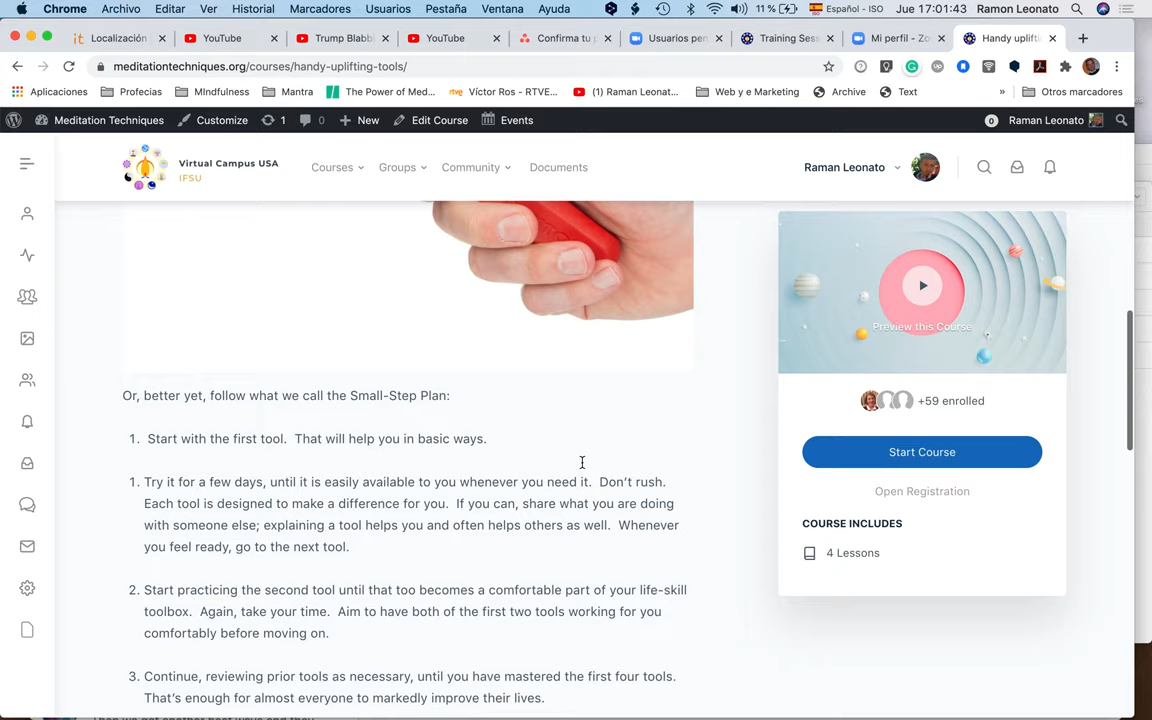 Chrome Archivo Editar Ver Historial Marcadores Usuarios Pestaña Ventana Ayuda 11 % Español - ISO Jue 17:01:43 Ramon Leonato
Localización YouTube Trump Blabb YouTube Confirma tu p Usuarios pen Training Sess Mi perfil - Zo Handy uplifti
meditationtechniques.org/courses/handy-uplifting-tools/
Aplicaciones Profecias MIndfulness Mantra The Power of Med... Víctor Ros - RTVE... (1) Raman Leonat... Web y e Marketing Archive Text » Otros marcadores
Meditation Techniques Customize 1 0 New Edit Course Events 0 Raman Leonato
Virtual Campus USA
IFSU
Courses Groups Community Documents Raman Leonato
Preview this Course
Or, better yet, follow what we call the Small-Step Plan:
+59 enrolled
1. Start with the first tool. That will help you in basic ways.
Start Course
1. Try it for a few days, until it is easily available to you whenever you need it. Don't rush.
Each tool is designed to make a difference for you. If you can, share what you are doing
with someone else; explaining a tool helps you and often helps others as well. Whenever
you feel ready, go to the next tool.
Open Registration
COURSE INCLUDES
4 Lessons
2. Start practicing the second tool until that too becomes a comfortable part of your life-skill
toolbox. Again, take your time. Aim to have both of the first two tools working for you
comfortably before moving on.
3. Continue, reviewing prior tools as necessary, until you have mastered the first four tools.
That's enough for almost everyone to markedly improve their lives.